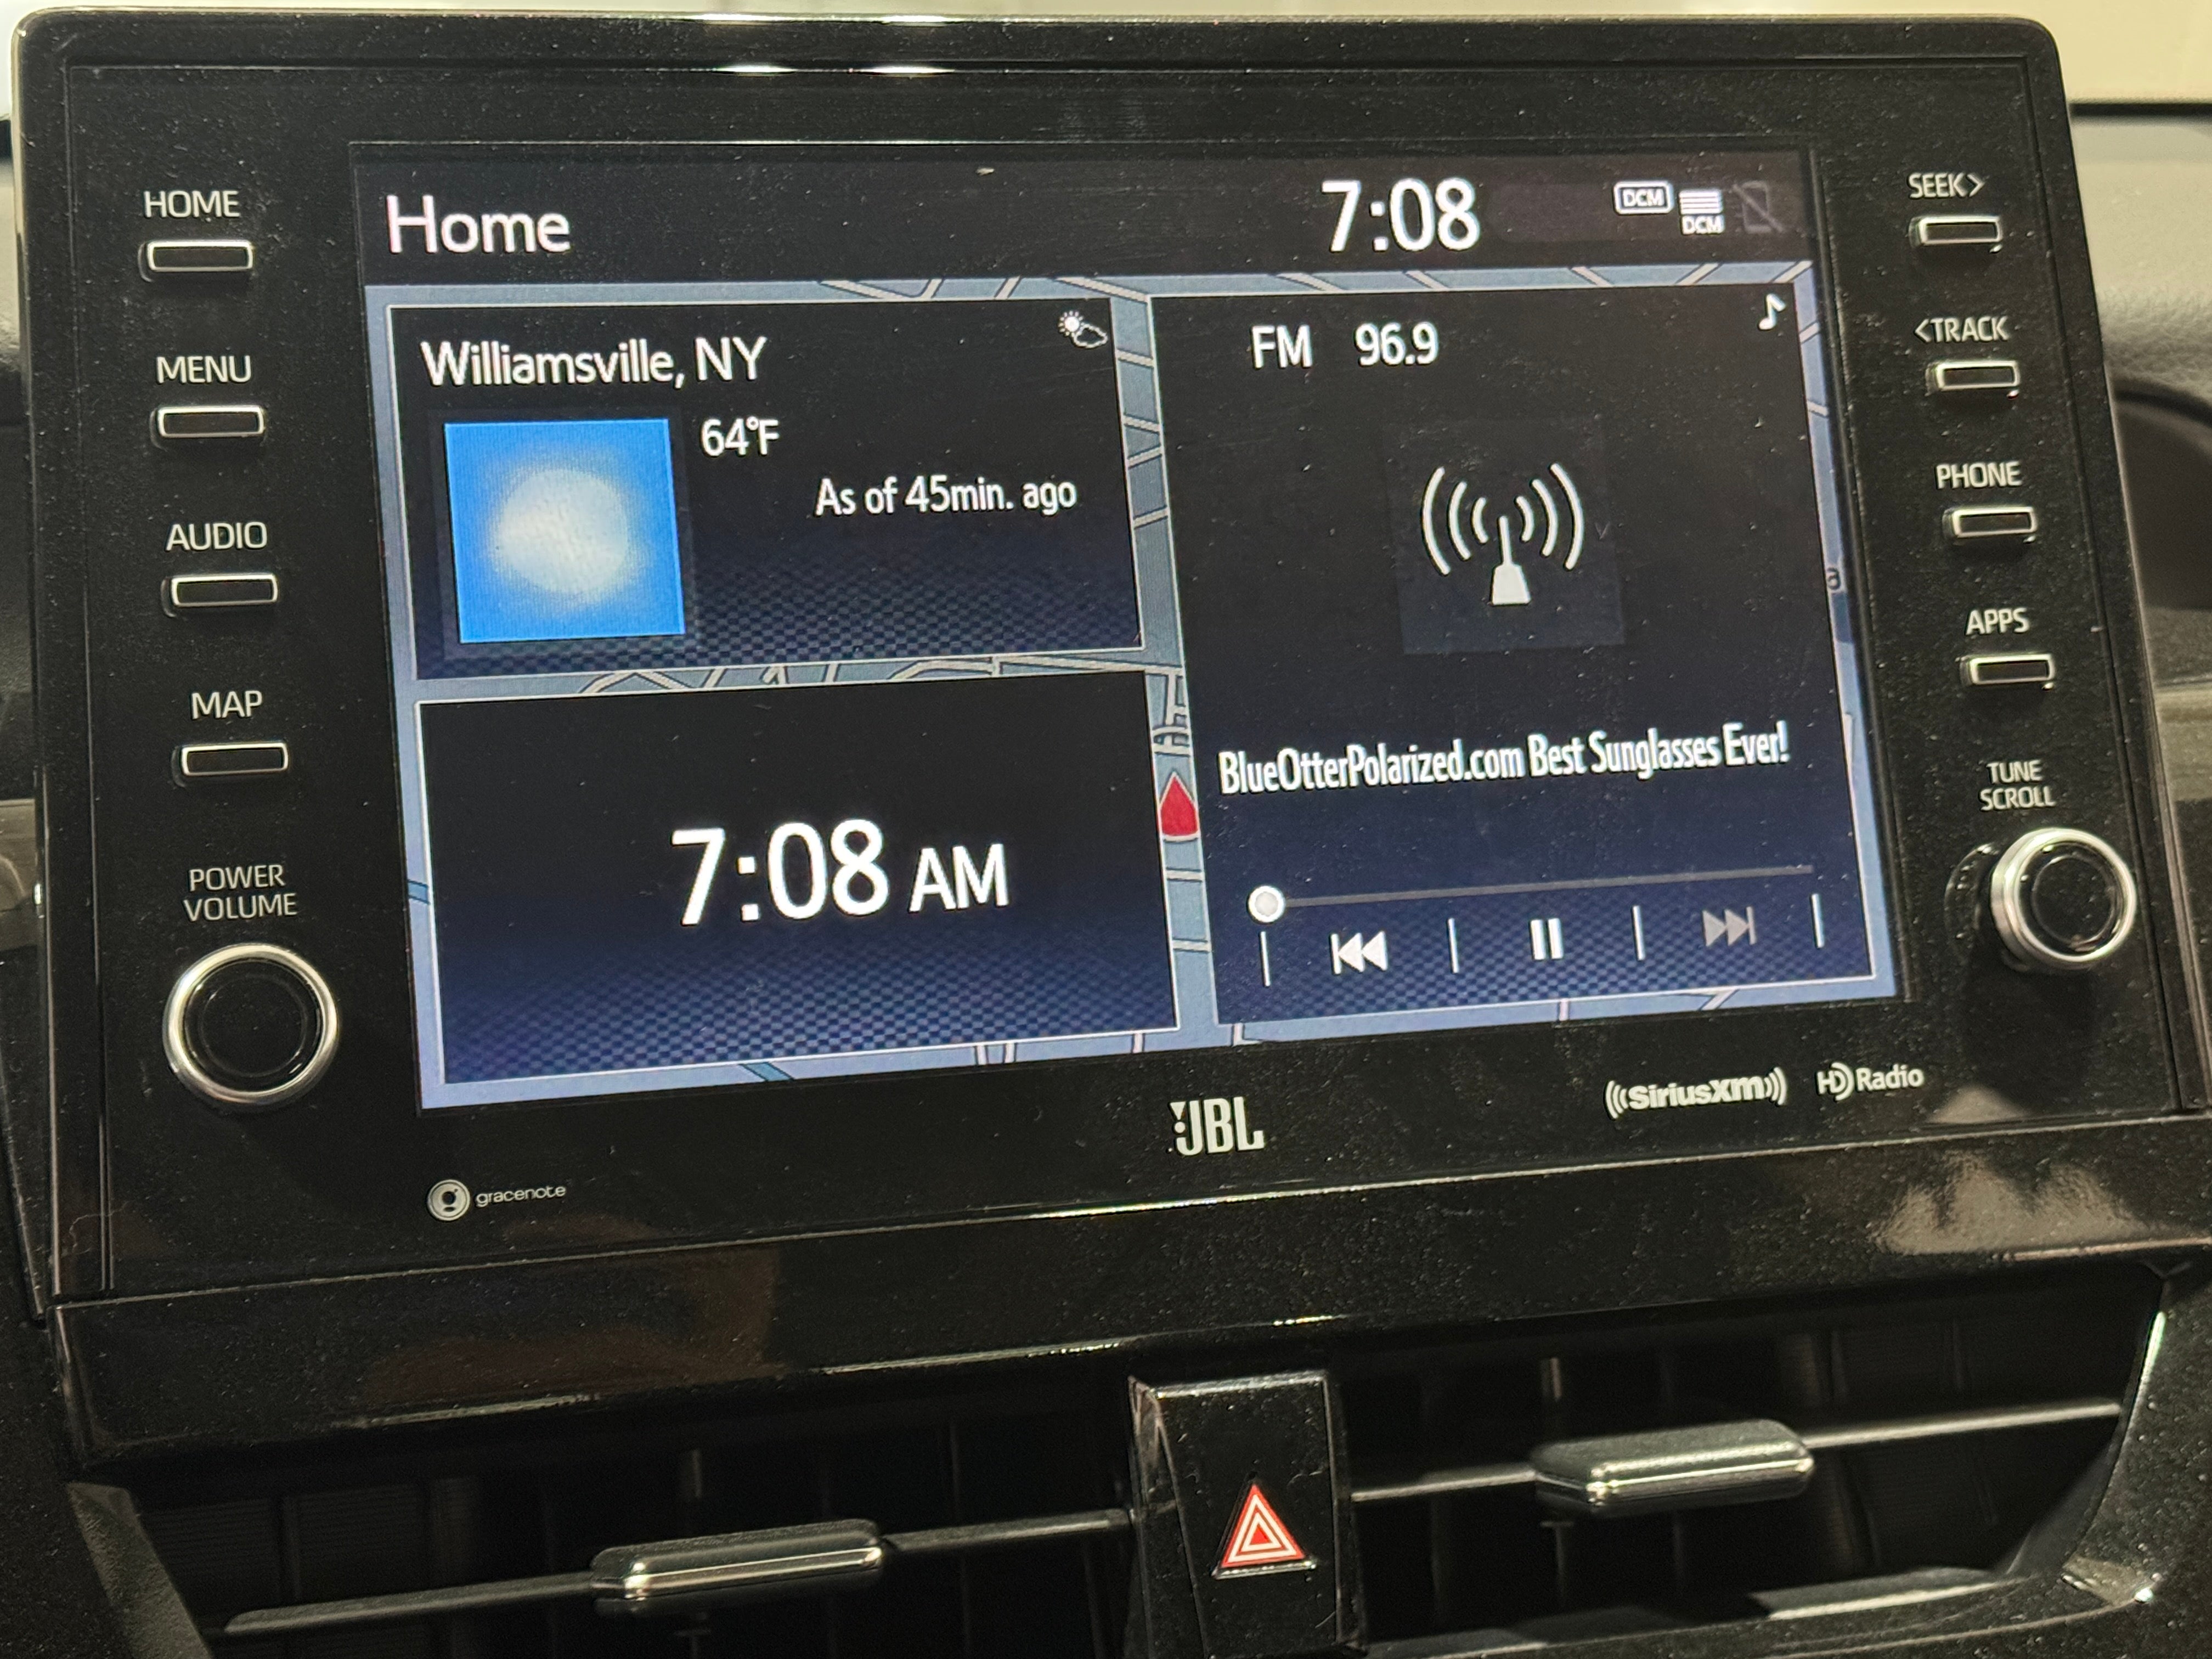 HOME
MENU
AUDIO
MAP
POWER
VOLUME
Home
7:08
DCM
DCM
Williamsville, NY
64°F
As of 45min. ago
7:08 AM
FM 96.9
BlueOtterPolarized.com Best Sunglasses Ever!
a
SEEK>
<TRACK
PHONE
APPS
TUNE
SCROLL
gracenote
JBL
SiriusXM
HD Radio